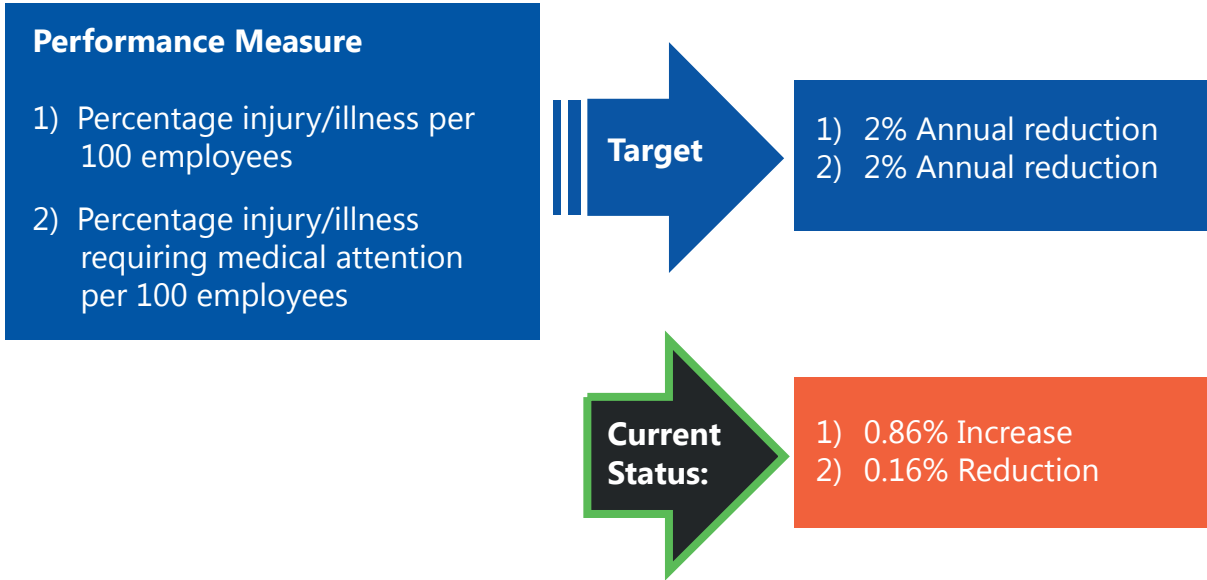 Performance Measure
1) Percentage injury/illness per
100 employees
2) Percentage injury/illness
requiring medical attention
per 100 employees
Target
1) 2% Annual reduction
2) 2% Annual reduction
Current
Status:
1) 0.86% Increase
2) 0.16% Reduction